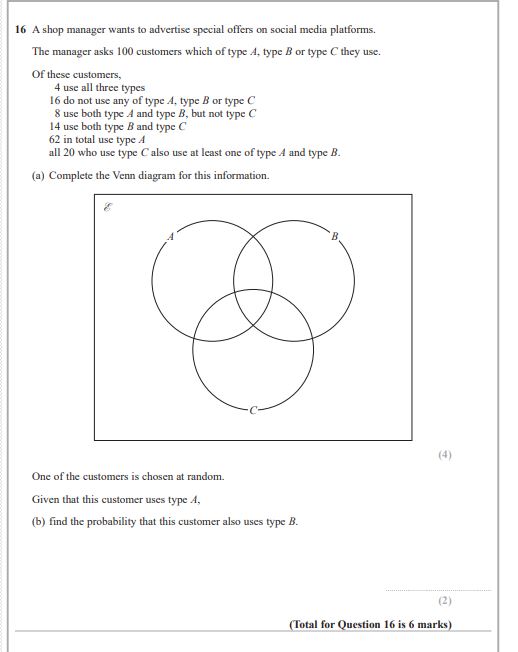 16 A shop manager wants to advertise special offers on social media platforms.
The manager asks 100 customers which of type A, type B or type C they use.
Of these customers,
4 use all three types
16 do not use any of type A, type B or type C
8 use both type A and type B, but not type C
14 use both type B and type C
62 in total use type A
all 20 who use type C also use at least one of type A and type B.
(a) Complete the Venn diagram for this information.
ℰ
A
B
C
(4)
One of the customers is chosen at random.
Given that this customer uses type A,
(b) find the probability that this customer also uses type B.
(2)
(Total for Question 16 is 6 marks)